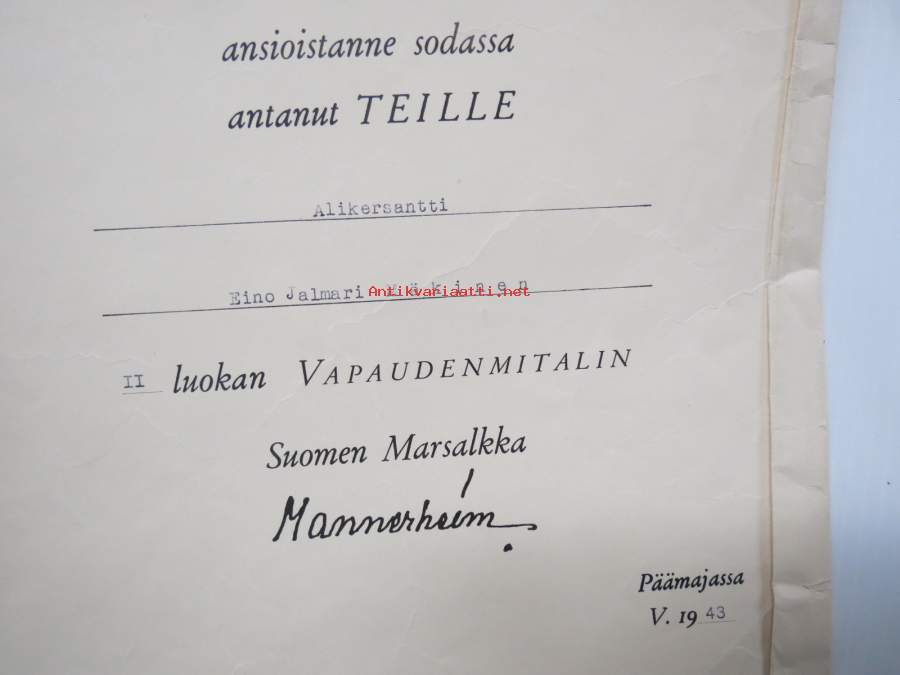 ansioistanne sodassa
antanut TEILLE
Alikersantti
Eino Jalmari
Antikvariaatti.net
II luokan VAPAUDENMITALIN
Suomen Marsalkka
Mannerheim
Päämajassa
V. 1943